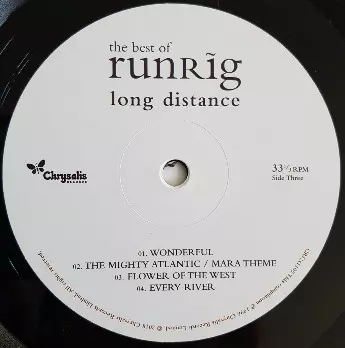 the best of
runrig
long distance
Chrysalis
RECORDS
33⅓ RPM
Side Three
01. WONDERFUL
02. THE MIGHTY ATLANTIC / MARA THEME
03. FLOWER OF THE WEST
04. EVERY RIVER